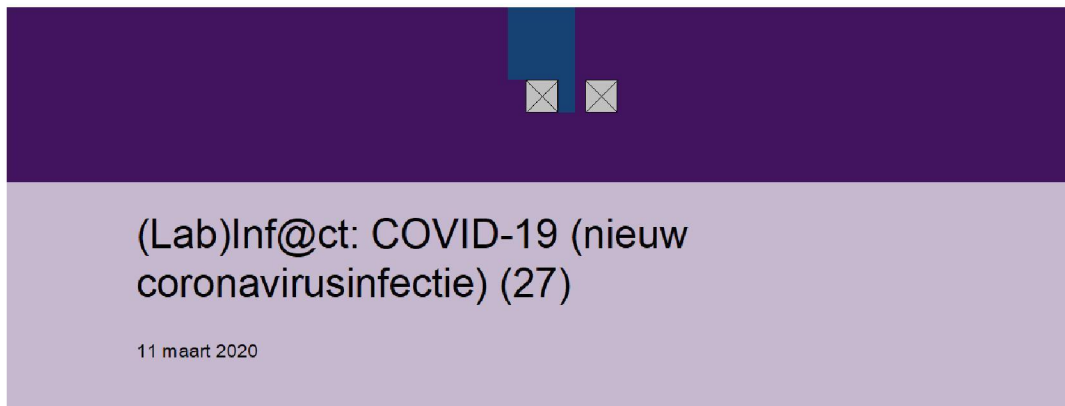 (Lab)Inf@ct: COVID-19 (nieuw
coronavirusinfectie) (27)
11 maart 2020